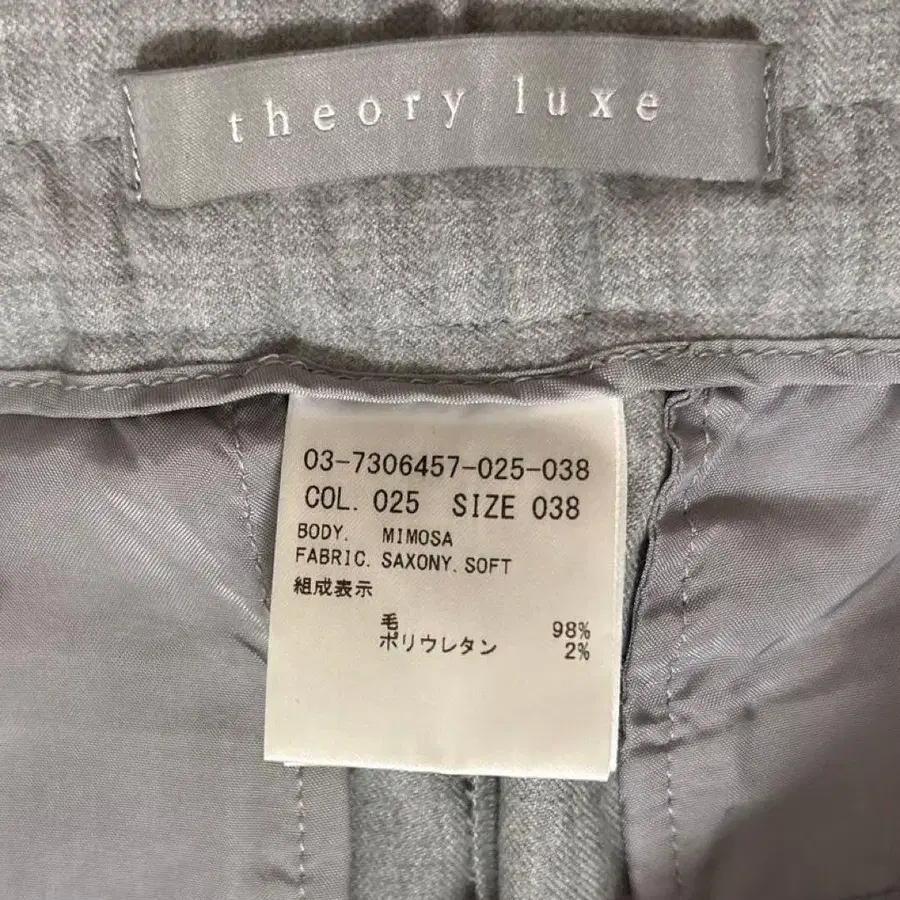 theory luxe
03-7306457-025-038
COL. 025 SIZE 038
BODY. MIMOSA
FABRIC. SAXONY. SOFT
組成表示
毛 98%
ポリウレタン 2%